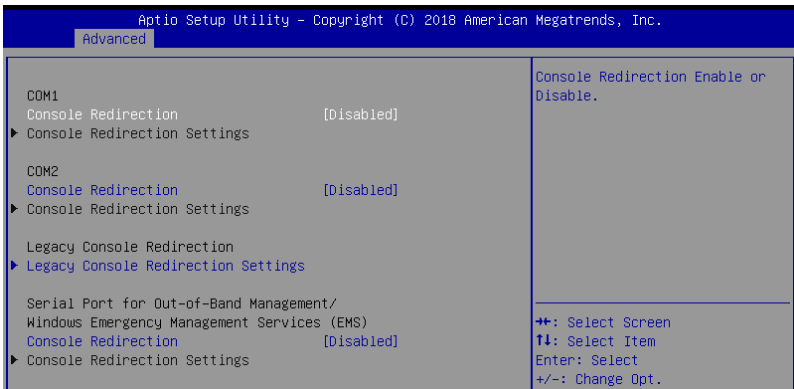 Aptio Setup Utility – Copyright (C) 2018 American Megatrends, Inc.
Advanced
COM1
Console Redirection [Disabled]
Console Redirection Settings
COM2
Console Redirection [Disabled]
Console Redirection Settings
Legacy Console Redirection
Legacy Console Redirection Settings
Serial Port for Out-of-Band Management/
Windows Emergency Management Services (EMS)
Console Redirection [Disabled]
Console Redirection Settings
Console Redirection Enable or
Disable.
→←: Select Screen
↑↓: Select Item
Enter: Select
+/-: Change Opt.